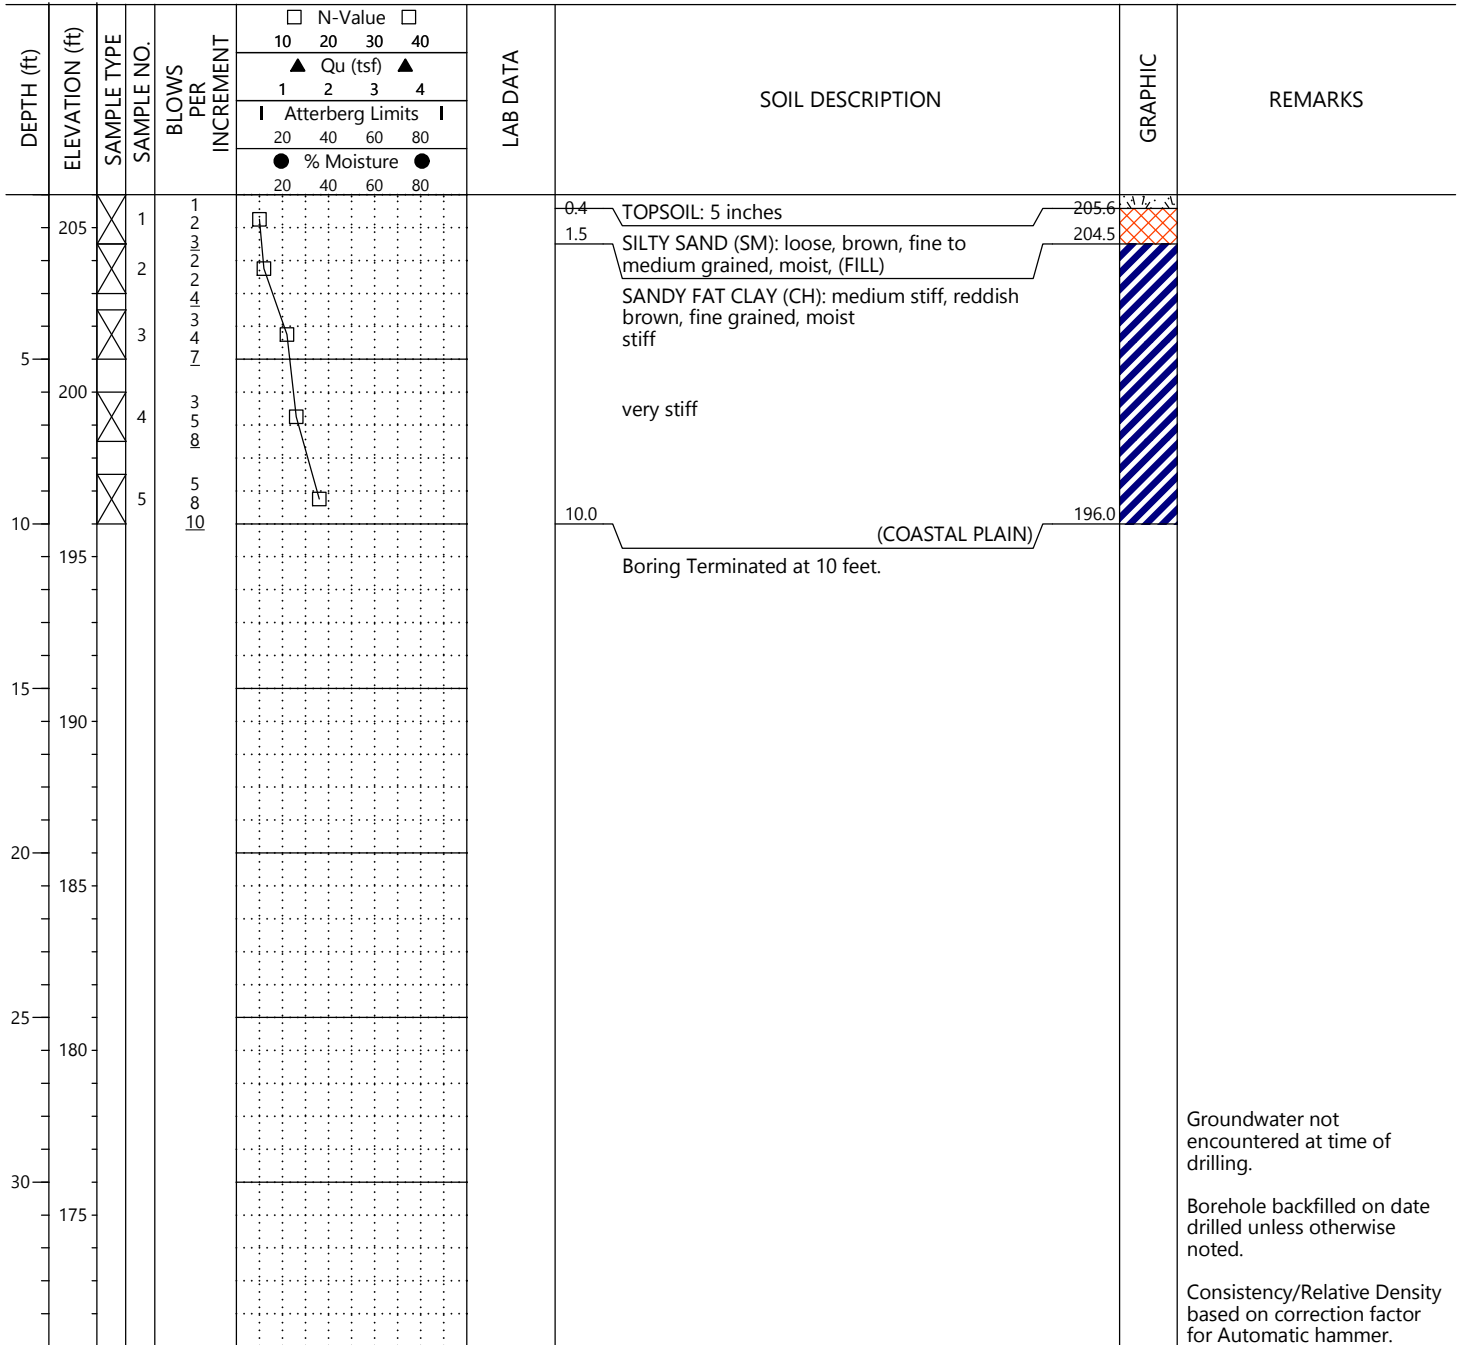 DEPTH (ft)
ELEVATION (ft)
SAMPLE TYPE
SAMPLE NO.
BLOWS
PER
INCREMENT
N-Value
10 20 30 40
Qu (tsf)
1 2 3 4
Atterberg Limits
20 40 60 80
% Moisture
20 40 60 80
LAB DATA
SOIL DESCRIPTION
GRAPHIC
REMARKS
205
1
1
2
3
0.4 TOPSOIL: 5 inches 205.6
1.5 SILTY SAND (SM): loose, brown, fine to 204.5
medium grained, moist, (FILL)
2
2
2
4
SANDY FAT CLAY (CH): medium stiff, reddish
brown, fine grained, moist
stiff
3
3
4
7
5
200
4
3
5
8
very stiff
5
5
8
10
10
10.0 (COASTAL PLAIN) 196.0
195
Boring Terminated at 10 feet.
15
190
20
185
25
180
30
175
Groundwater not
encountered at time of
drilling.
Borehole backfilled on date
drilled unless otherwise
noted.
Consistency/Relative Density
based on correction factor
for Automatic hammer.